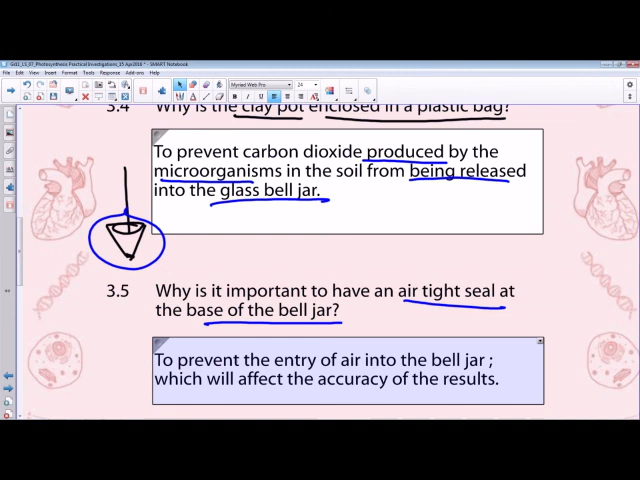 Gr11_LS_07_Photosynthesis Practical Investigations_15 Apr2016 * - SMART Notebook
File Edit View Insert Format Tools Response Add-ons Help
Myriad Web Pro 24
3.4 Why is the clay pot enclosed in a plastic bag?
To prevent carbon dioxide produced by the
microorganisms in the soil from being released
into the glass bell jar.
3.5 Why is it important to have an air tight seal at
the base of the bell jar?
To prevent the entry of air into the bell jar ;
which will affect the accuracy of the results.